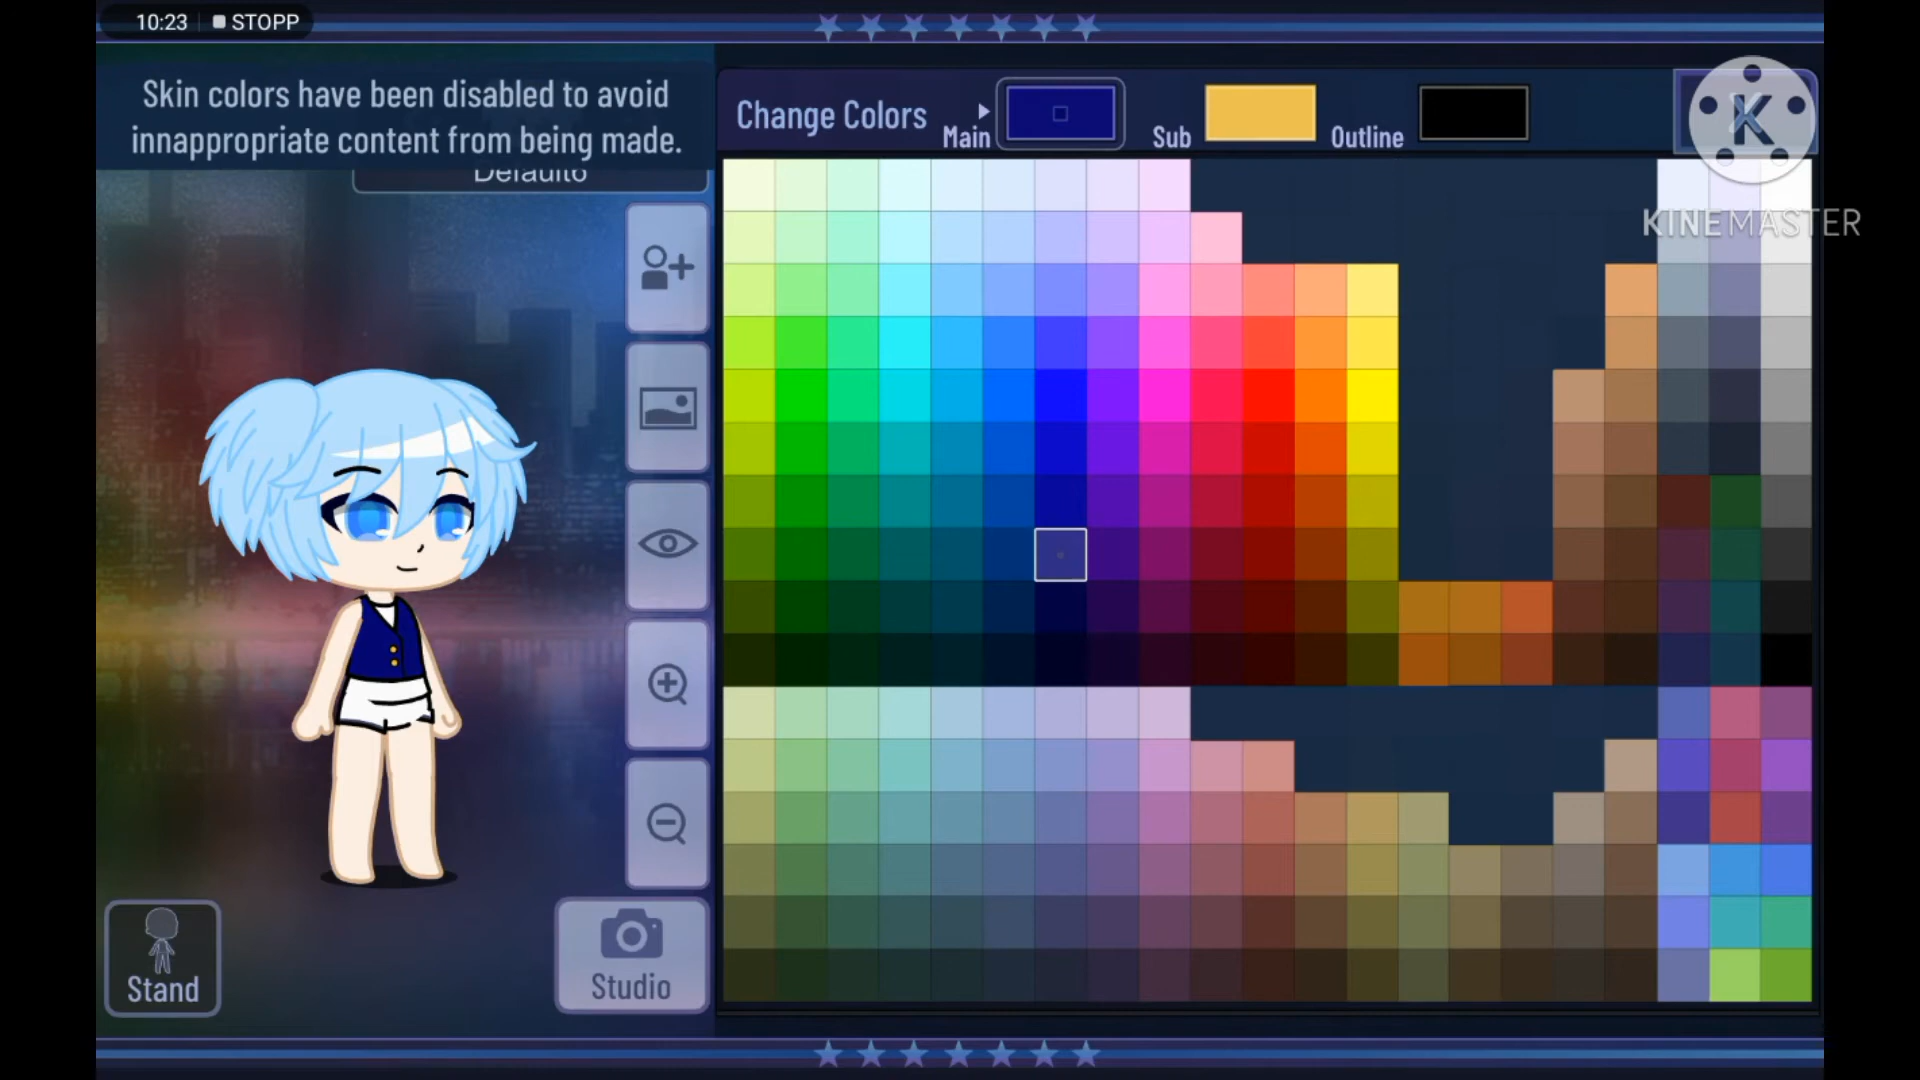 10:23 STOPP
Skin colors have been disabled to avoid
innappropriate content from being made.
Default6
Change Colors
Main
Sub
Outline
K
KINEMASTER
Stand
Studio